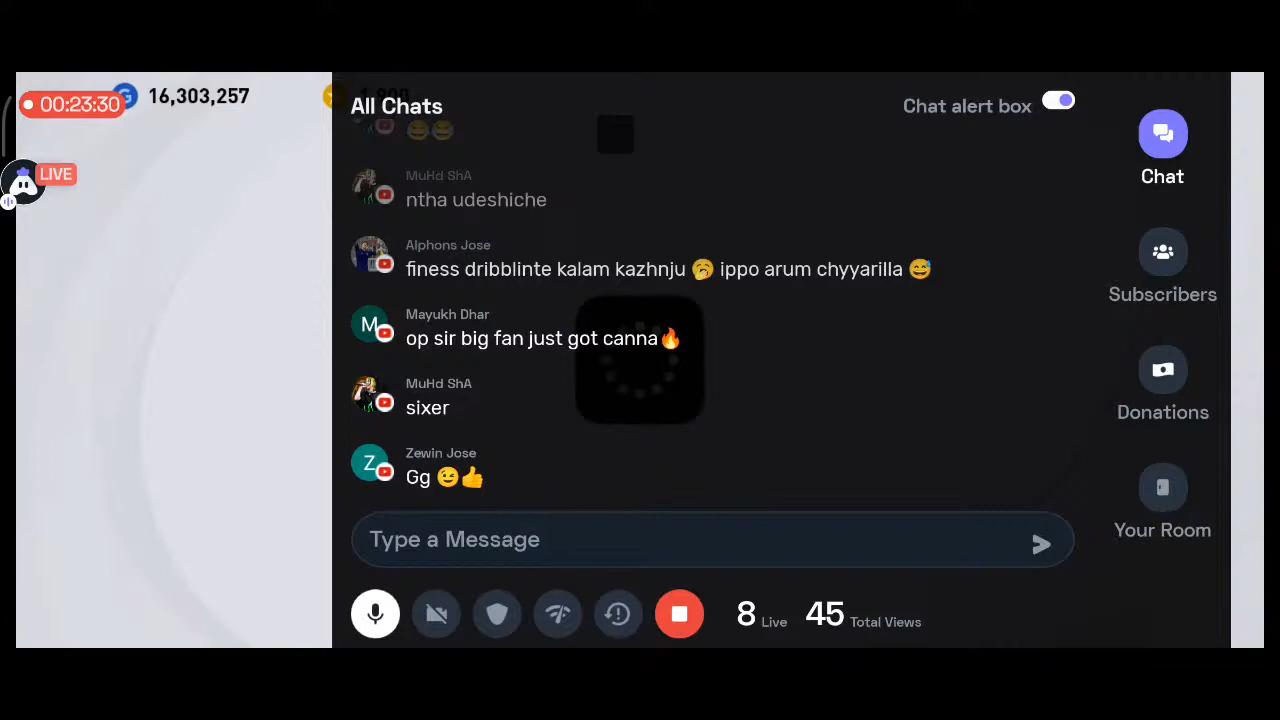 16,303,257
1,800
00:23:30
LIVE
All Chats
Chat alert box
😂😂
MuHd ShA
ntha udeshiche
Alphons Jose
finess dribblinte kalam kazhnju 🥱 ippo arum chyyarilla 😅
Mayukh Dhar
M
op sir big fan just got canna🔥
MuHd ShA
sixer
Zewin Jose
Z
Gg 😉👍
Type a Message
8 Live 45 Total Views
Chat
Subscribers
Donations
Your Room